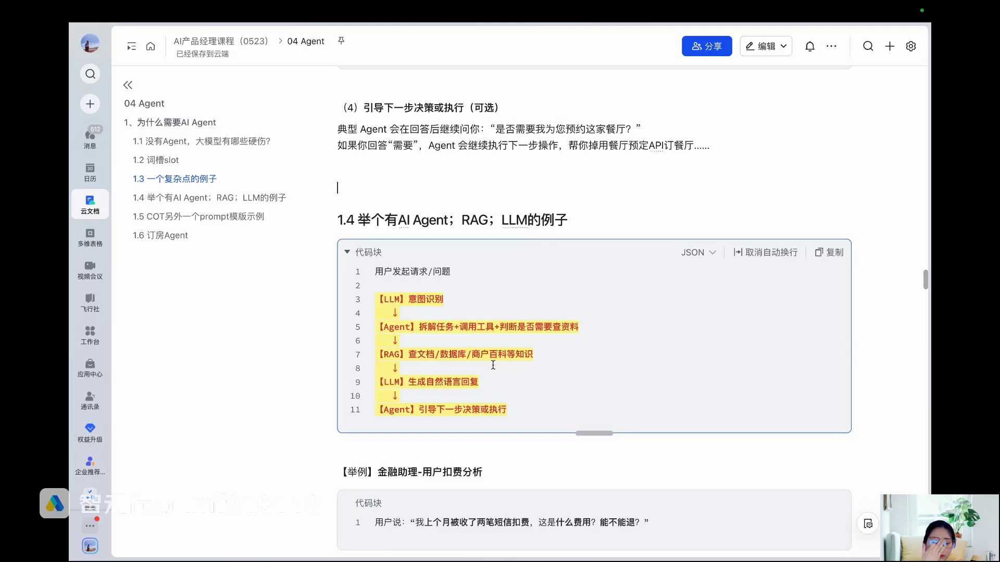 AI产品经理课程（0523） > 04 Agent
已经保存到云端
分享
编辑
512
消息
30
日历
云文档
多维表格
视频会议
飞行社
工作台
应用中心
通讯录
权益升级
企业推荐...
04 Agent
1、为什么需要AI Agent
1.1 没有Agent，大模型有哪些硬伤？
1.2 词槽slot
1.3 一个复杂点的例子
1.4 举个有AI Agent；RAG；LLM的例子
1.5 COT另外一个prompt模版示例
1.6 订房Agent
（4）引导下一步决策或执行（可选）
典型 Agent 会在回答后继续问你：“是否需要我为您预约这家餐厅？”
如果你回答“需要”，Agent 会继续执行下一步操作，帮你掉用餐厅预定API订餐厅......
1.4 举个有AI Agent；RAG；LLM的例子
代码块
JSON
取消自动换行
复制
1 用户发起请求/问题
2
3 【LLM】意图识别
4 ↓
5 【Agent】拆解任务+调用工具+判断是否需要查资料
6 ↓
7 【RAG】查文档/数据库/商户百科等知识
8 ↓
9 【LLM】生成自然语言回复
10 ↓
11 【Agent】引导下一步决策或执行
【举例】金融助理-用户扣费分析
代码块
1 用户说：“我上个月被收了两笔短信扣费，这是什么费用？能不能退？”